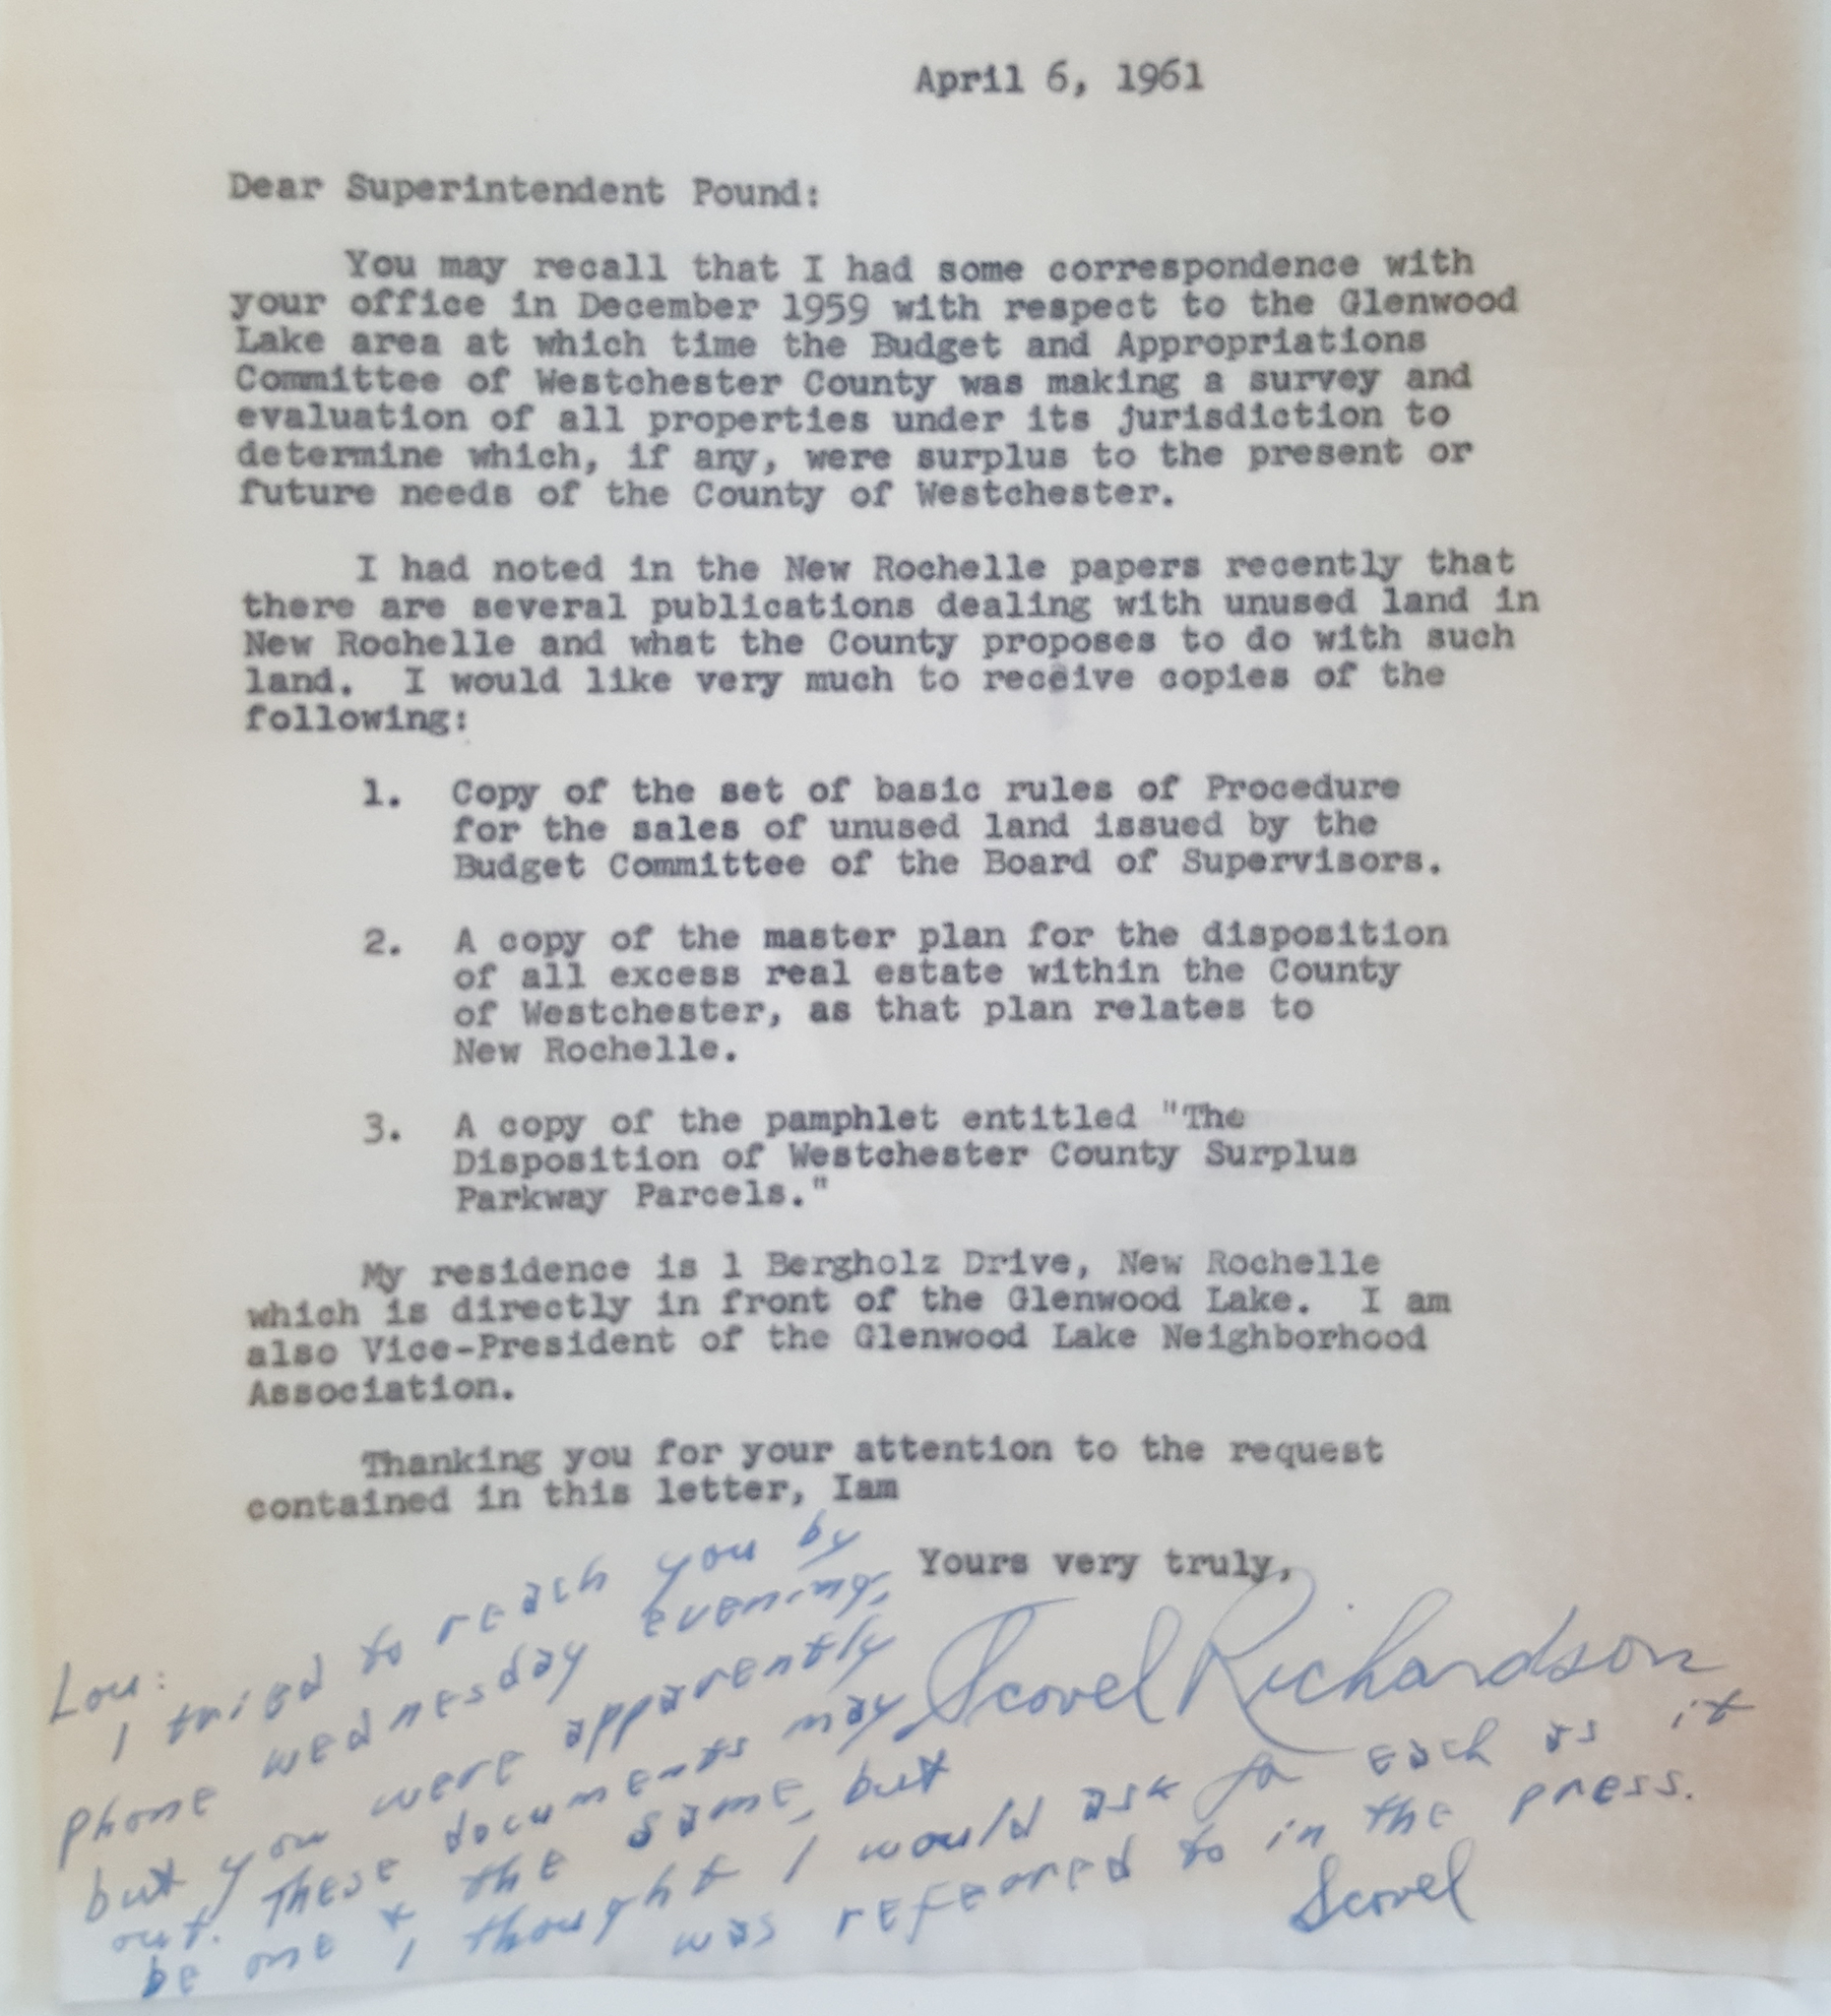 April 6, 1961
Dear Superintendent Pound:
You may recall that I had some correspondence with
your office in December 1959 with respect to the Glenwood
Lake area at which time the Budget and Appropriations
Committee of Westchester County was making a survey and
evaluation of all properties under its jurisdiction to
determine which, if any, were surplus to the present or
future needs of the County of Westchester.
I had noted in the New Rochelle papers recently that
there are several publications dealing with unused land in
New Rochelle and what the County proposes to do with such
land. I would like very much to receive copies of the
following:
1. Copy of the set of basic rules of Procedure
for the sales of unused land issued by the
Budget Committee of the Board of Supervisors.
2. A copy of the master plan for the disposition
of all excess real estate within the County
of Westchester, as that plan relates to
New Rochelle.
3. A copy of the pamphlet entitled "The
Disposition of Westchester County Surplus
Parkway Parcels."
My residence is 1 Bergholz Drive, New Rochelle
which is directly in front of the Glenwood Lake. I am
also Vice-President of the Glenwood Lake Neighborhood
Association.
Thanking you for your attention to the request
contained in this letter, Iam
Yours very truly,
Scovel Richardson
Lou:
I tried to reach you by
phone wednesday evening,
but you were apparently
out. These documents may
be one & the same, but
I thought I would ask for each as it
was referred to in the press.
Scovel